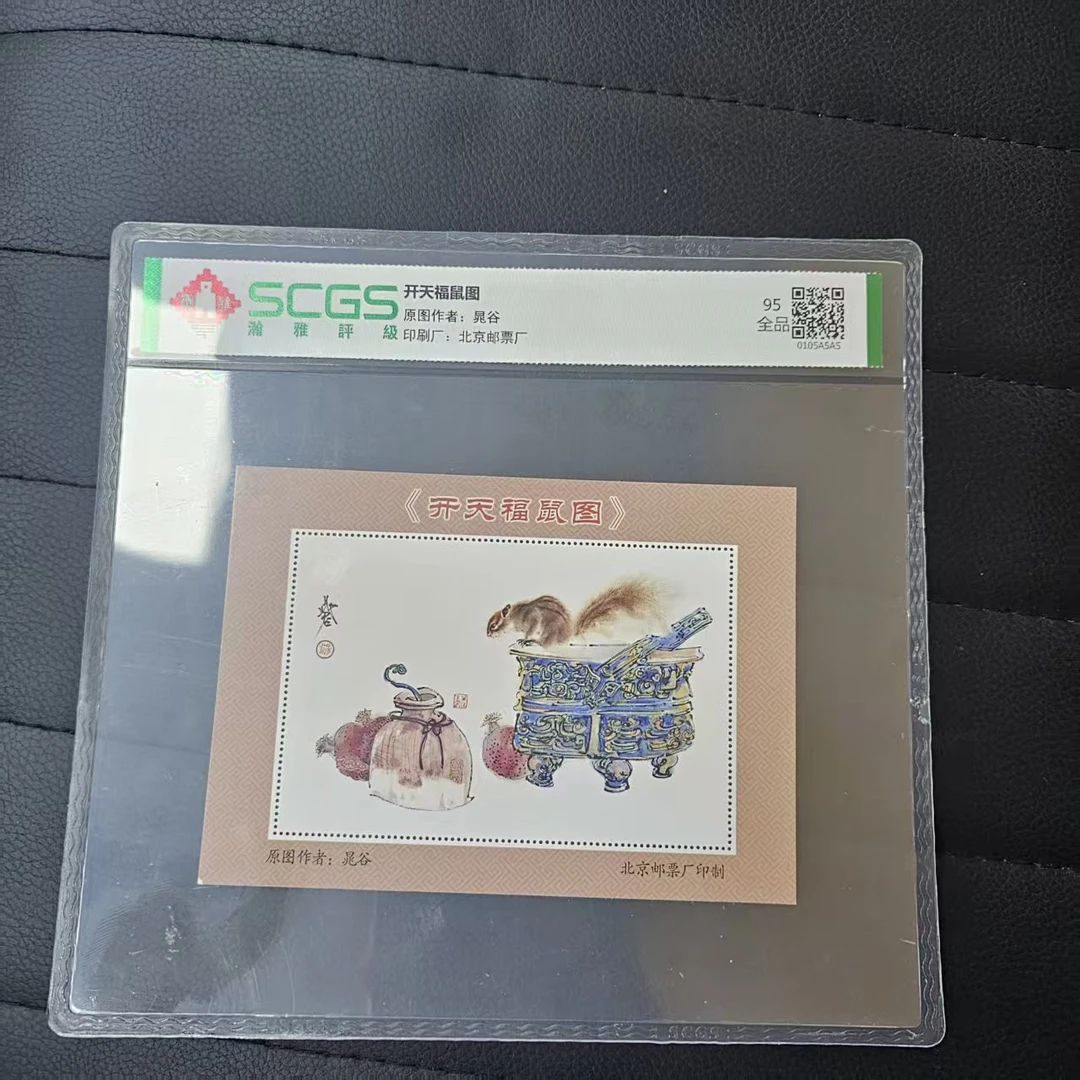 SCGS
瀚雅評級
开天福鼠图
原图作者：晁谷
印刷厂：北京邮票厂
95
全品
0105A5A5
《开天福鼠图》
原图作者：晁谷
北京邮票厂印制